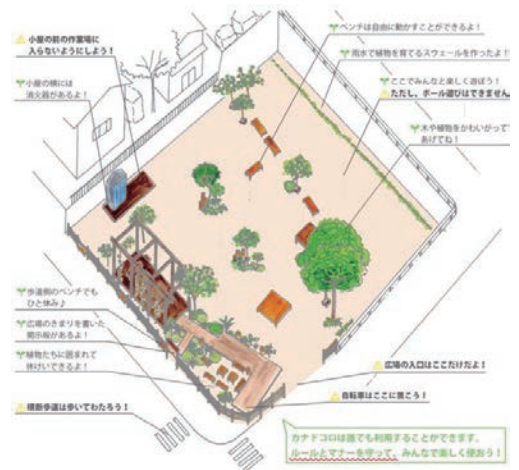 小屋の前の作業場に
入らないようにしよう！
小屋の横には
消火器があるよ！
ベンチは自由に動かすことができるよ！
雨水で植物を育てるスウェールを作ったよ！
ここでみんなと楽しく遊ぼう！
ただし、ボール遊びはできません。
木や植物をかわいがって
あげてね！
歩道側のベンチでも
ひと休み♪
広場のきまりを書いた
掲示板があるよ！
植物たちに囲まれて
休けいできるよ！
横断歩道は歩いてわたろう！
広場の入口はここだけだよ！
自転車はここに置こう！
カナドコロは誰でも利用することができます。
ルールとマナーを守って、みんなで楽しく使おう！